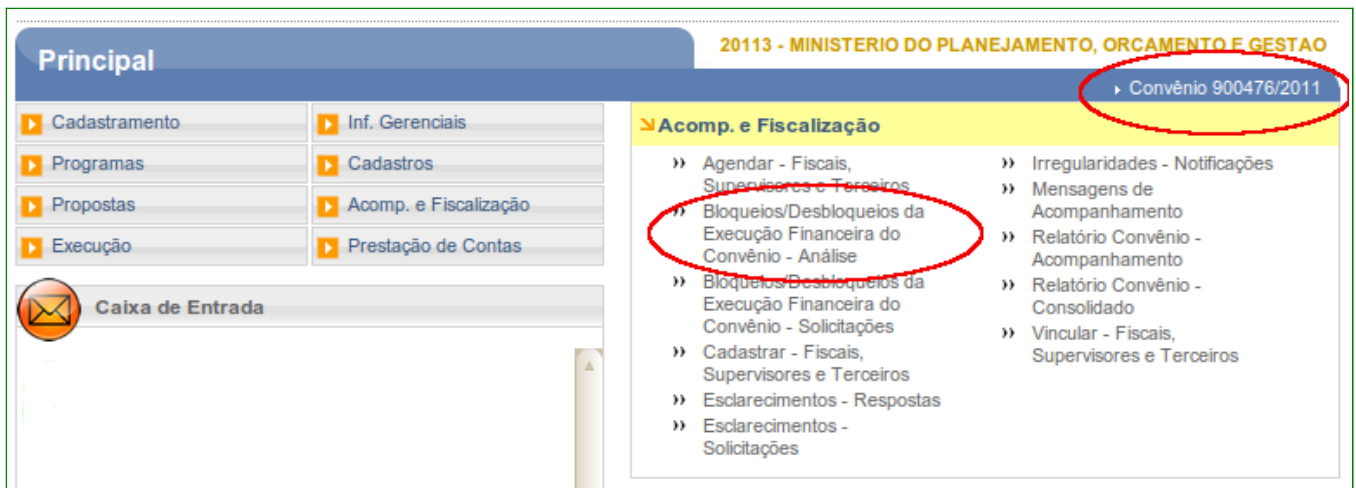 Principal
20113 - MINISTERIO DO PLANEJAMENTO, ORCAMENTO E GESTAO
Convênio 900476/2011
Cadastramento
Inf. Gerenciais
Programas
Cadastros
Propostas
Acomp. e Fiscalização
Execução
Prestação de Contas
Caixa de Entrada
Acomp. e Fiscalização
Agendar - Fiscais,
Supervisores e Terceiros
Bloqueios/Desbloqueios da
Execução Financeira do
Convênio - Análise
Bloqueios/Desbloqueios da
Execução Financeira do
Convênio - Solicitações
Cadastrar - Fiscais,
Supervisores e Terceiros
Esclarecimentos - Respostas
Esclarecimentos -
Solicitações
Irregularidades - Notificações
Mensagens de
Acompanhamento
Relatório Convênio -
Acompanhamento
Relatório Convênio -
Consolidado
Vincular - Fiscais,
Supervisores e Terceiros